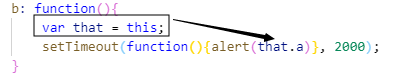 b: function(){
var that = this;
setTimeout(function(){alert(that.a)}, 2000);
}